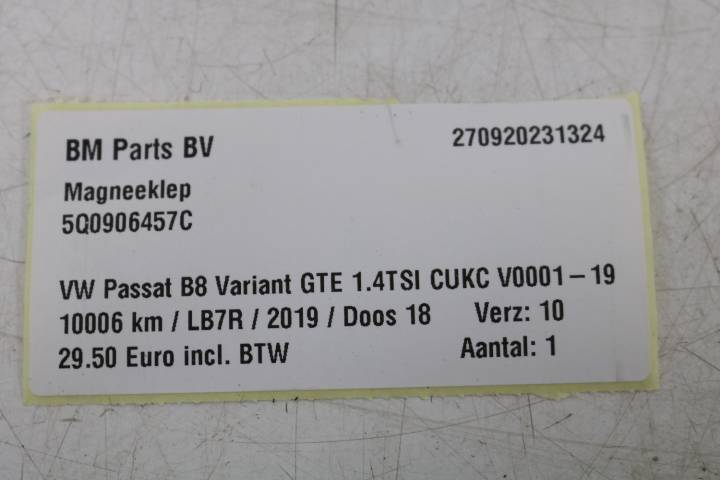 BM Parts BV 270920231324
Magneeklep
5Q0906457C
VW Passat B8 Variant GTE 1.4TSI CUKC V0001-19
10006 km / LB7R / 2019 / Doos 18 Verz: 10
29.50 Euro incl. BTW Aantal: 1